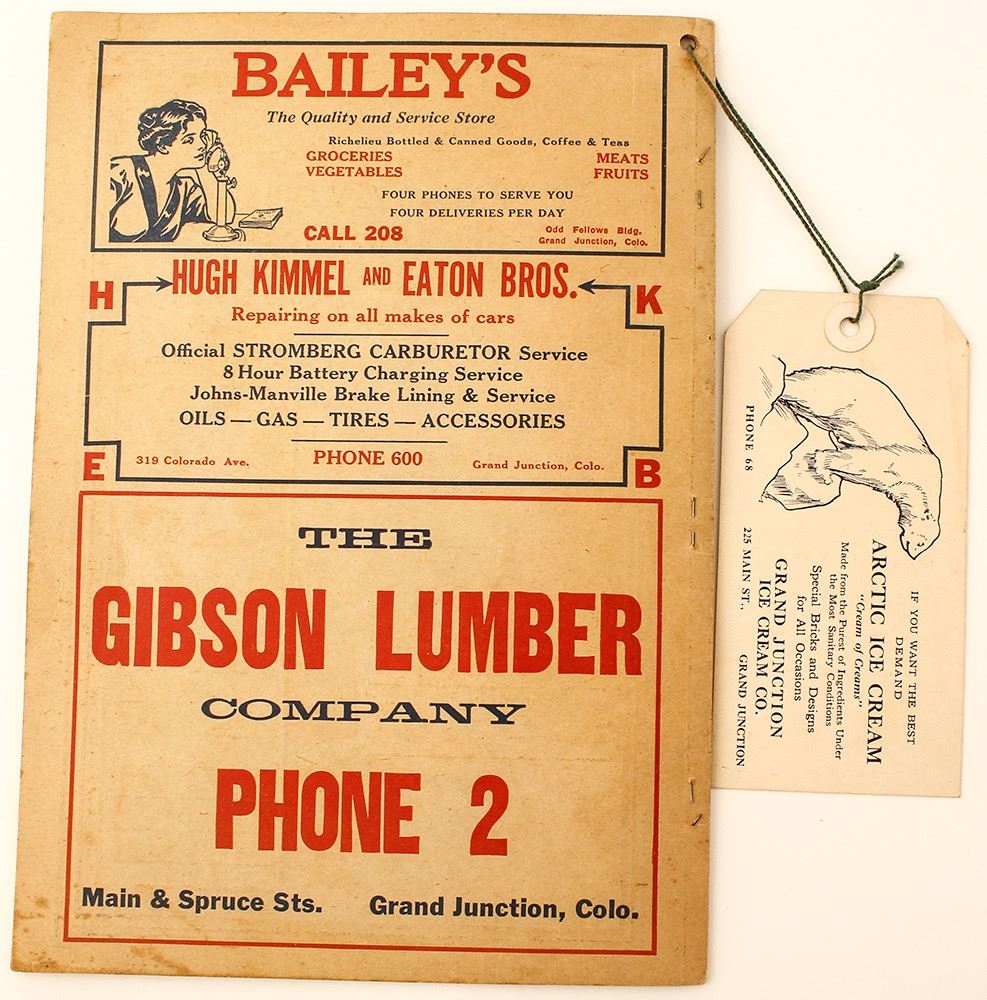 BAILEY'S
The Quality and Service Store
Richelieu Bottled & Canned Goods, Coffee & Teas
GROCERIES MEATS
VEGETABLES FRUITS
FOUR PHONES TO SERVE YOU
FOUR DELIVERIES PER DAY
CALL 208
Odd Fellows Bldg.
Grand Junction, Colo.
H HUGH KIMMEL AND EATON BROS. K
Repairing on all makes of cars
Official STROMBERG CARBURETOR Service
8 Hour Battery Charging Service
Johns-Manville Brake Lining & Service
OILS — GAS — TIRES — ACCESSORIES
E 319 Colorado Ave. PHONE 600 Grand Junction, Colo. B
THE
GIBSON LUMBER
COMPANY
PHONE 2
Main & Spruce Sts. Grand Junction, Colo.
IF YOU WANT THE BEST
DEMAND
ARCTIC ICE CREAM
"Cream of Creams"
Made from the Purest of Ingredients Under
the Most Sanitary Conditions
Special Bricks and Designs
for All Occasions
GRAND JUNCTION
ICE CREAM CO.
PHONE 68 225 MAIN ST., GRAND JUNCTION